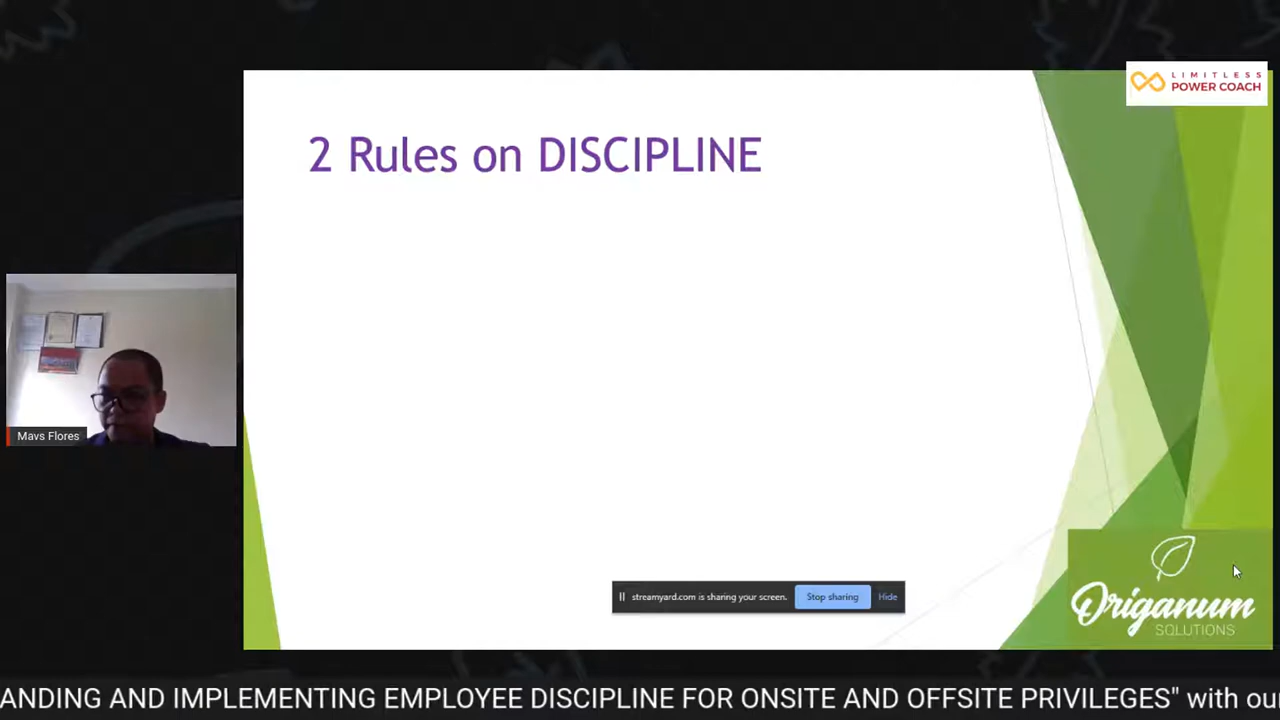 LIMITLESS
POWER COACH
2 Rules on DISCIPLINE
Mavs Flores
streamyard.com is sharing your screen.
Stop sharing
Hide
Origanum
SOLUTIONS
ANDING AND IMPLEMENTING EMPLOYEE DISCIPLINE FOR ONSITE AND OFFSITE PRIVILEGES" with ou